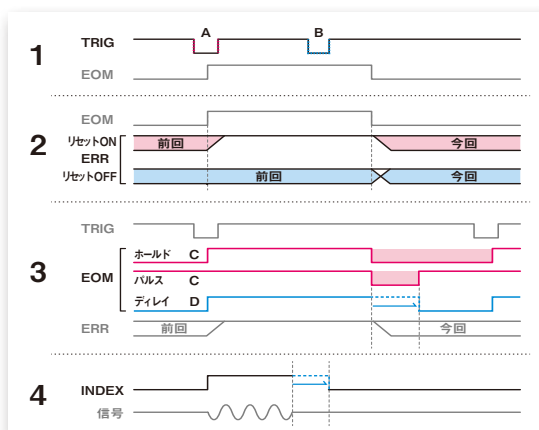 1
A B
TRIG
EOM
2
EOM
リセットON 前回 今回
ERR
リセットOFF 前回 今回
3
TRIG
ホールド C
EOM パルス C
ディレイ D
ERR 前回 今回
4
INDEX
信号